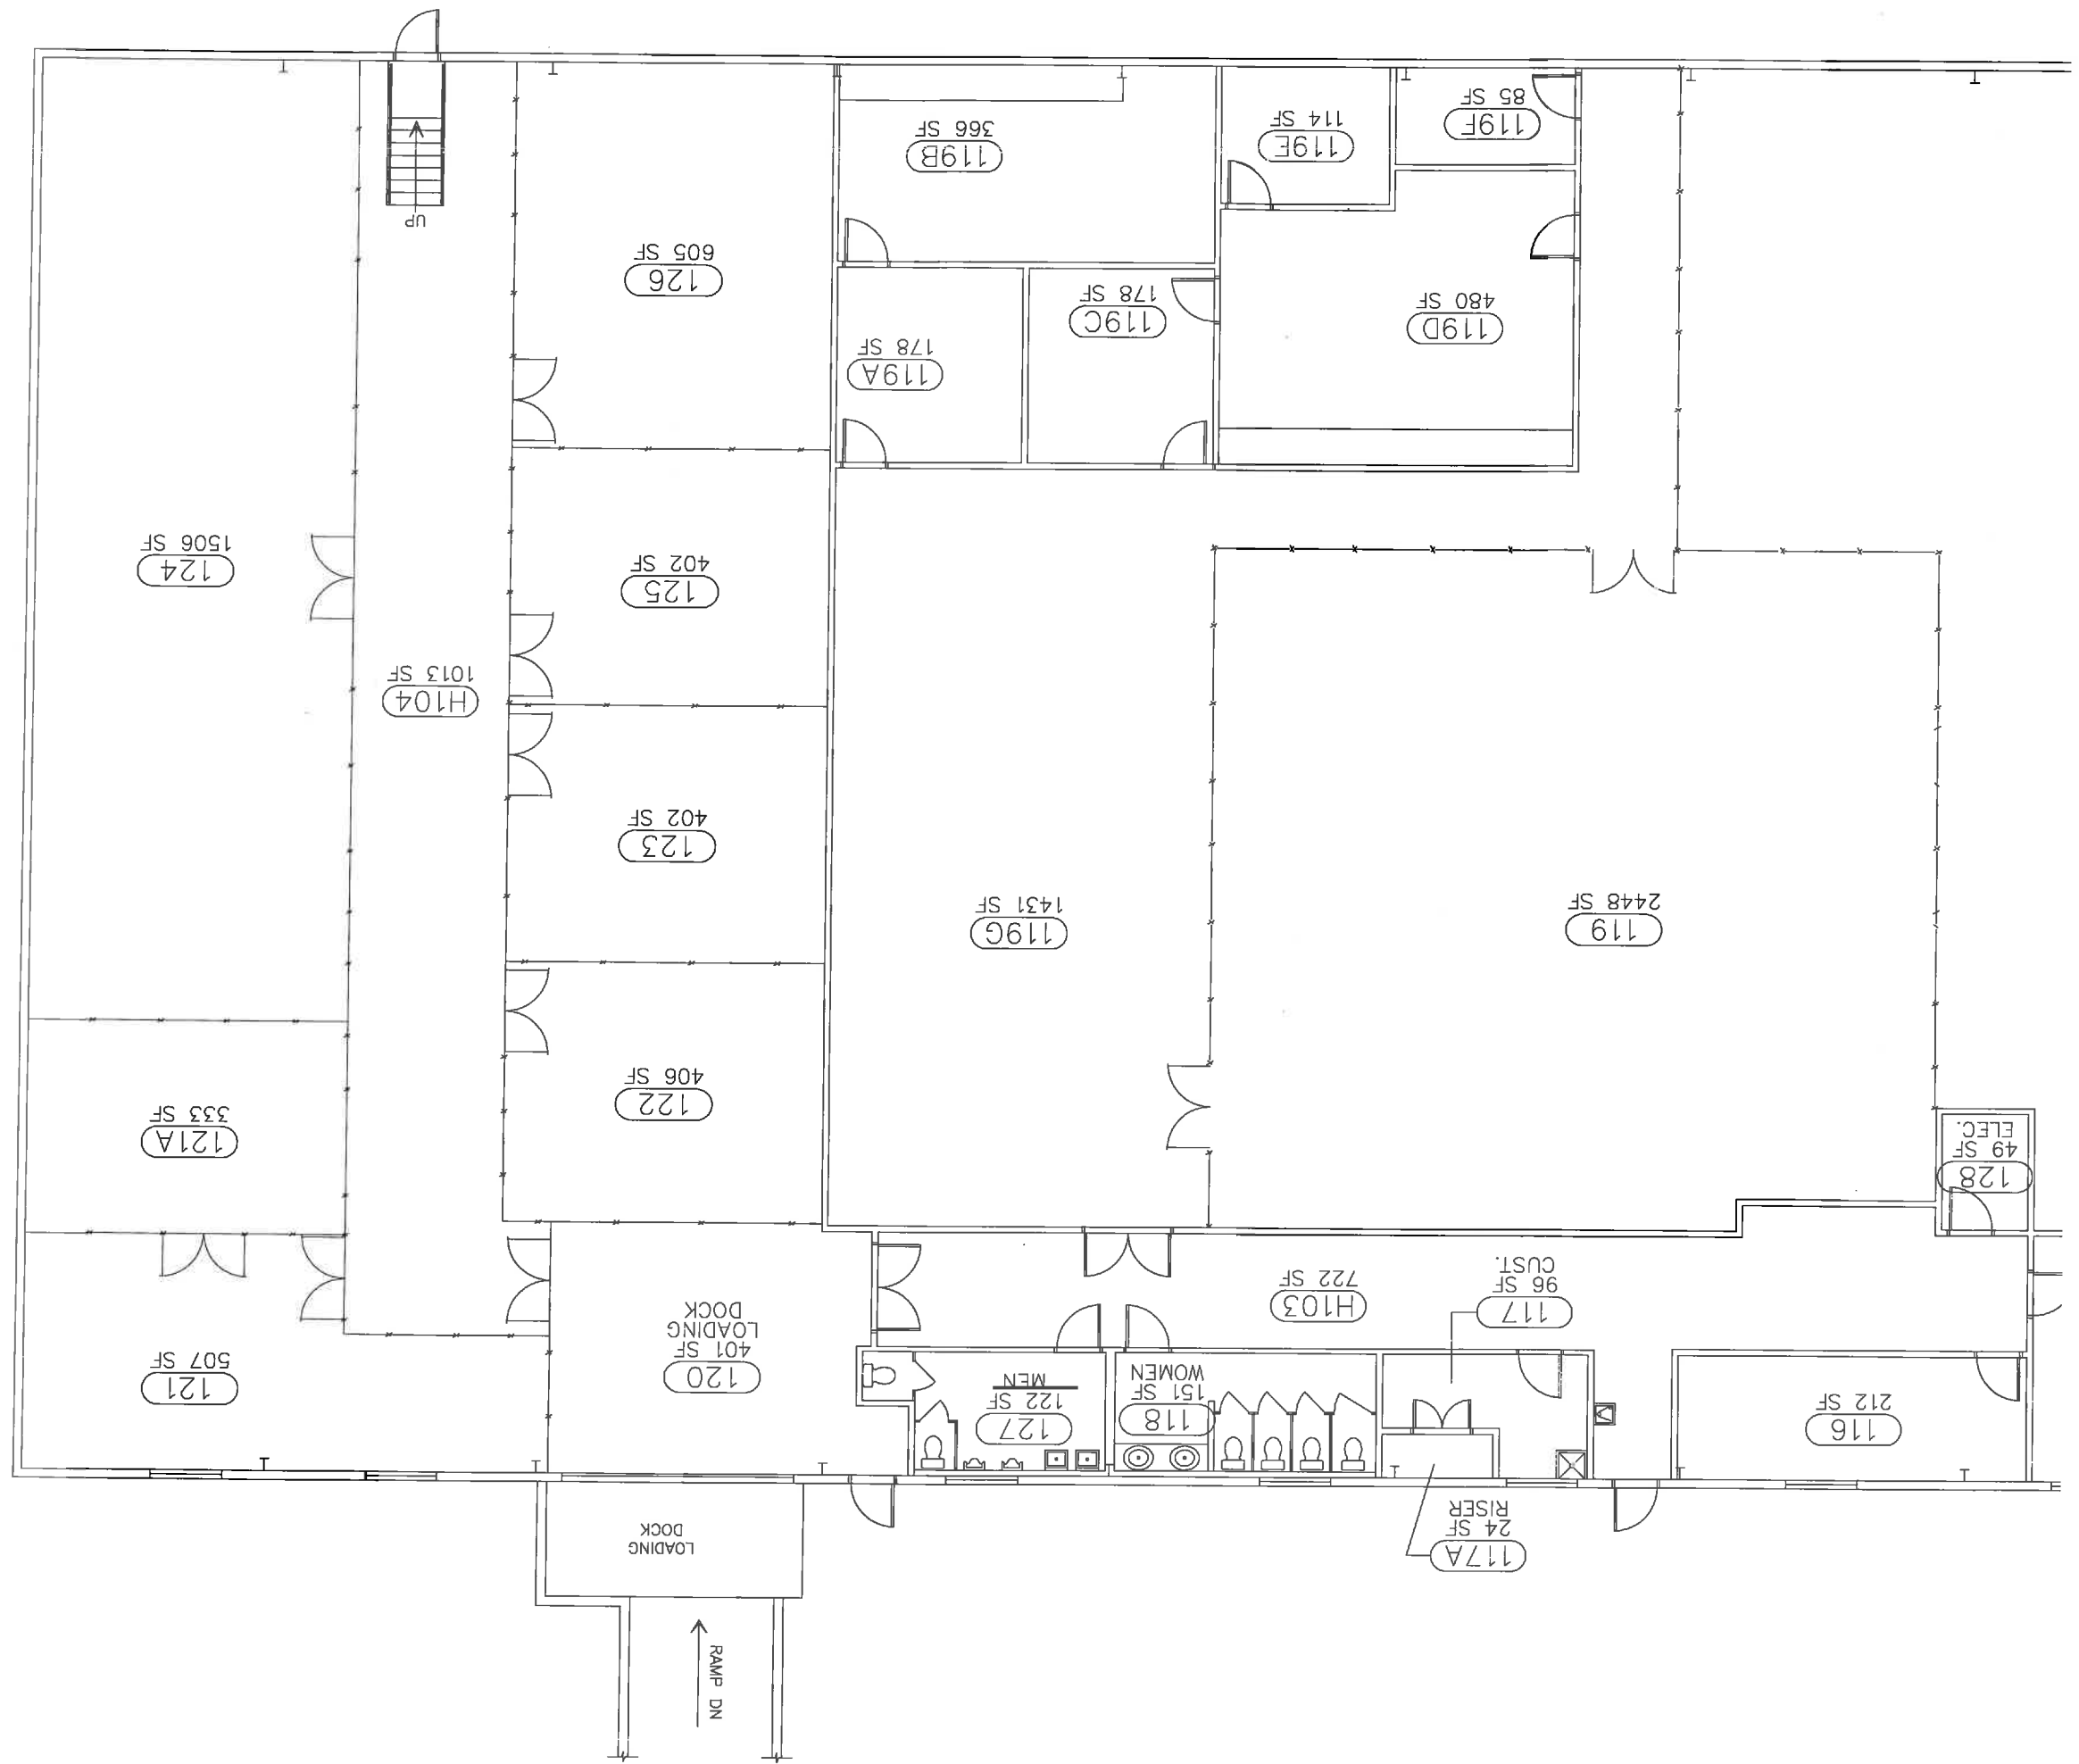 RAMP DN
117A
24 SF
RISER
LOADING
DOCK
116
212 SF
118
151 SF
WOMEN
127
122 SF
MEN
120
401 SF
LOADING
DOCK
121
507 SF
117
96 SF
CUST.
H103
722 SF
128
49 SF
ELEC.
122
406 SF
121A
333 SF
119
2448 SF
119G
1431 SF
123
402 SF
H104
1013 SF
125
402 SF
124
1506 SF
119D
480 SF
119C
178 SF
119A
178 SF
126
605 SF
UP
119F
85 SF
119E
114 SF
119B
366 SF